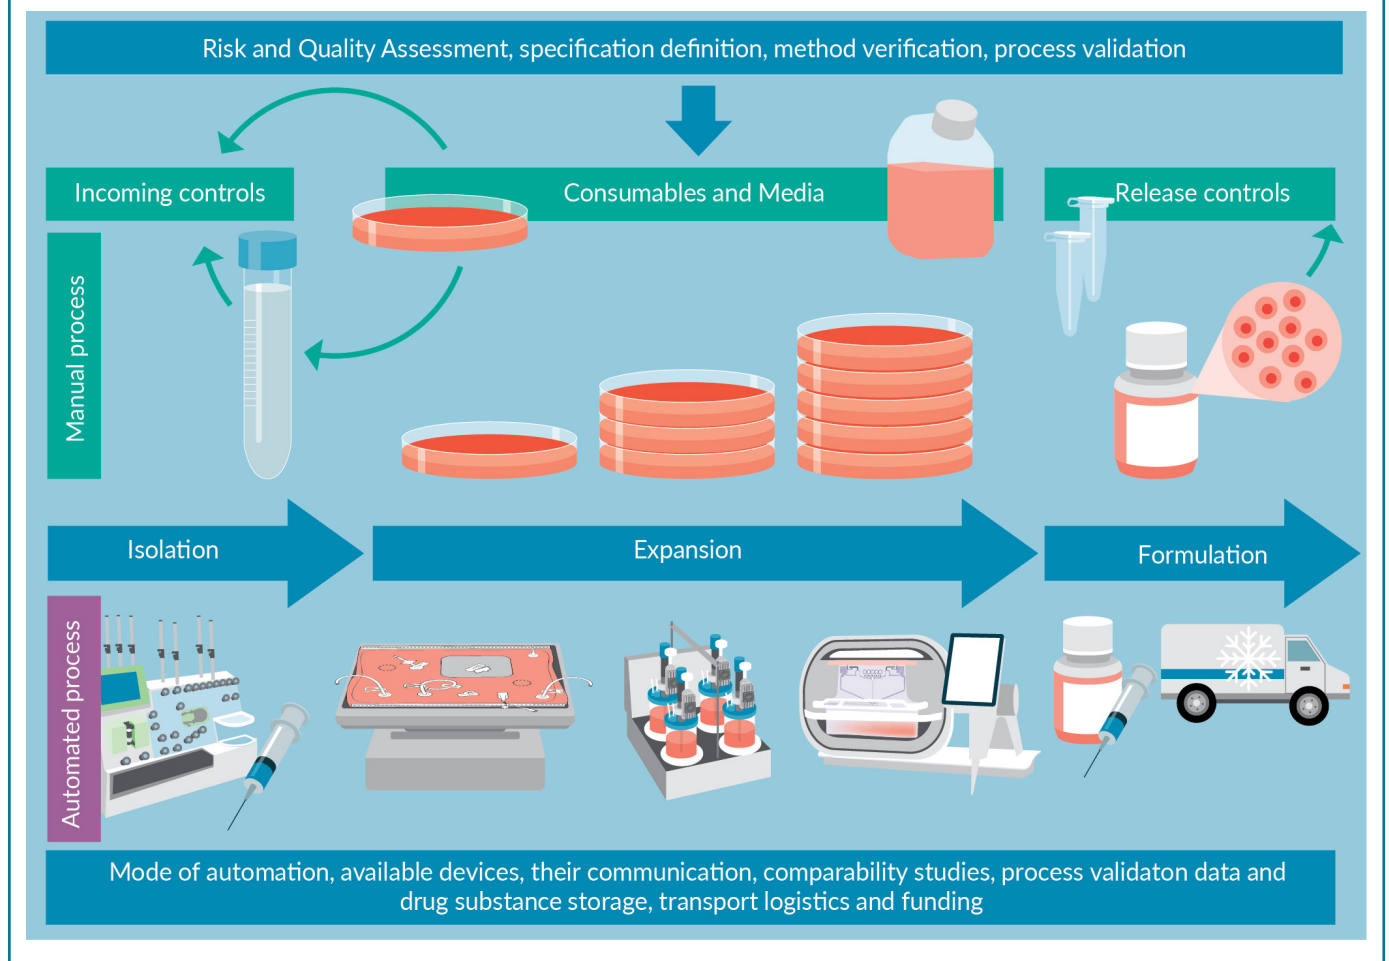 Risk and Quality Assessment, specification definition, method verification, process validation
Incoming controls
Consumables and Media
Release controls
Manual process
Isolation
Expansion
Formulation
Automated process
Mode of automation, available devices, their communication, comparability studies, process validaton data and
drug substance storage, transport logistics and funding